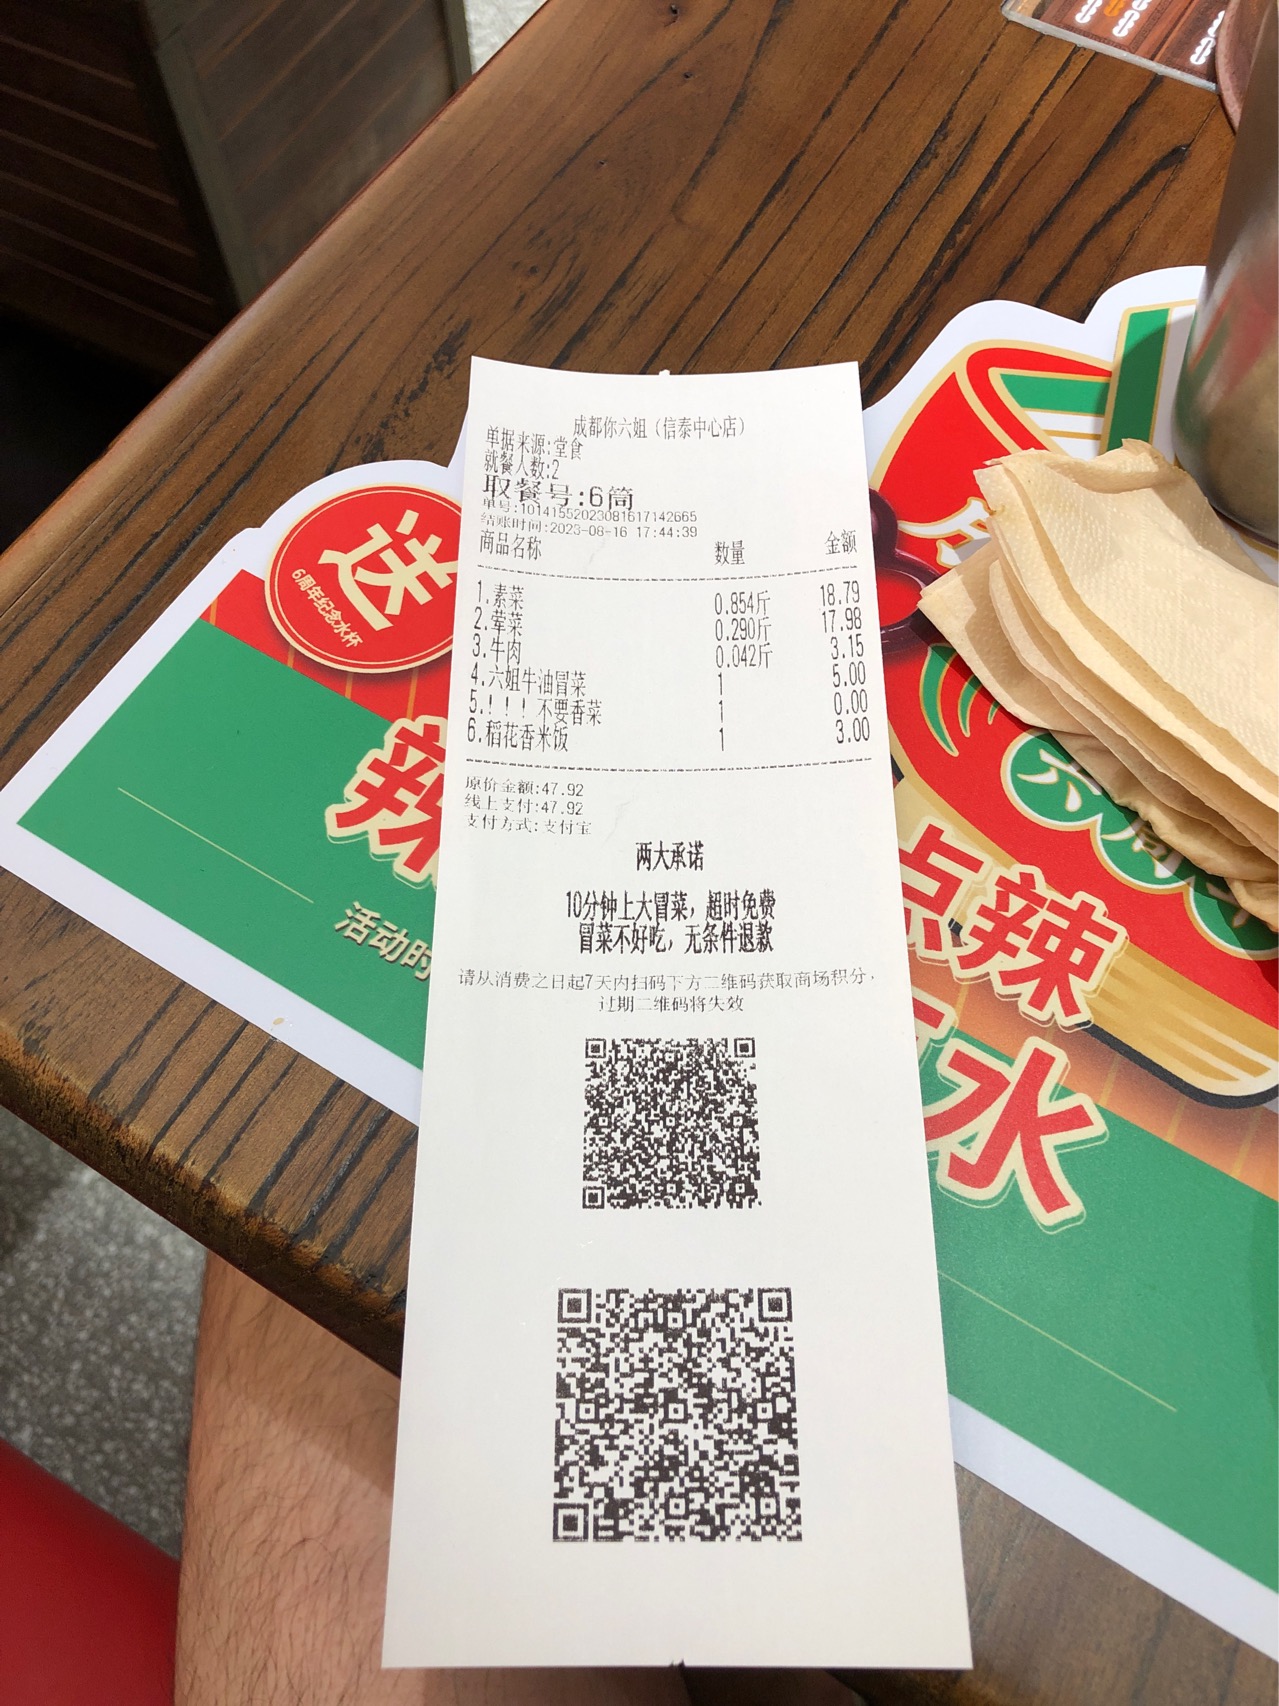 成都你六姐（信泰中心店）
单据来源:堂食
就餐人数:2
取餐号:6筒
单号:10141552023081617142665
结账时间:2023-08-16 17:44:39
商品名称 数量 金额
1.素菜 0.854斤 18.79
2.荤菜 0.290斤 17.98
3.牛肉 0.042斤 3.15
4.六姐牛油冒菜 1 5.00
5.！！！不要香菜 1 0.00
6.稻花香米饭 1 3.00
原价金额:47.92
线上支付:47.92
支付方式:支付宝
两大承诺
10分钟上大冒菜，超时免费
冒菜不好吃，无条件退款
请从消费之日起7天内扫码下方二维码获取商场积分，
过期二维码将失效
送
6周年纪念水杯
辣
活动时
六周
点辣
水